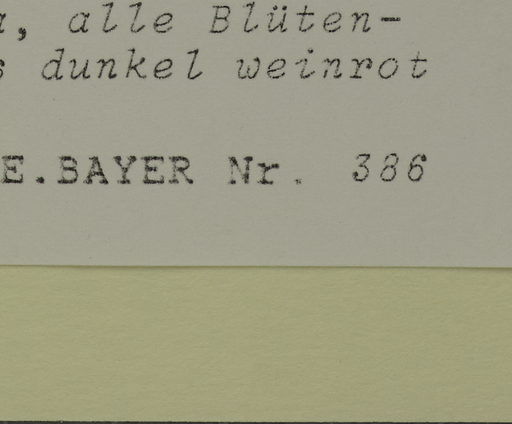 , alle Blüten-
dunkel weinrot
E.BAYER Nr. 386